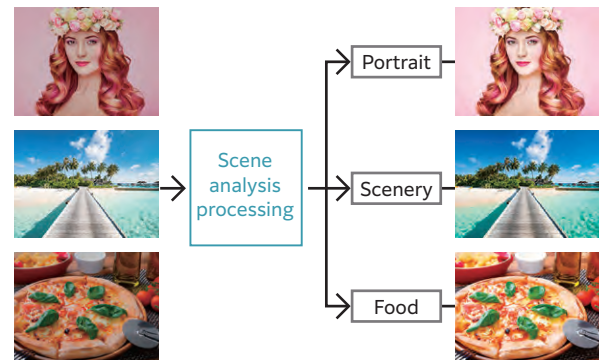 Portrait
Scene
analysis
processing
Scenery
Food